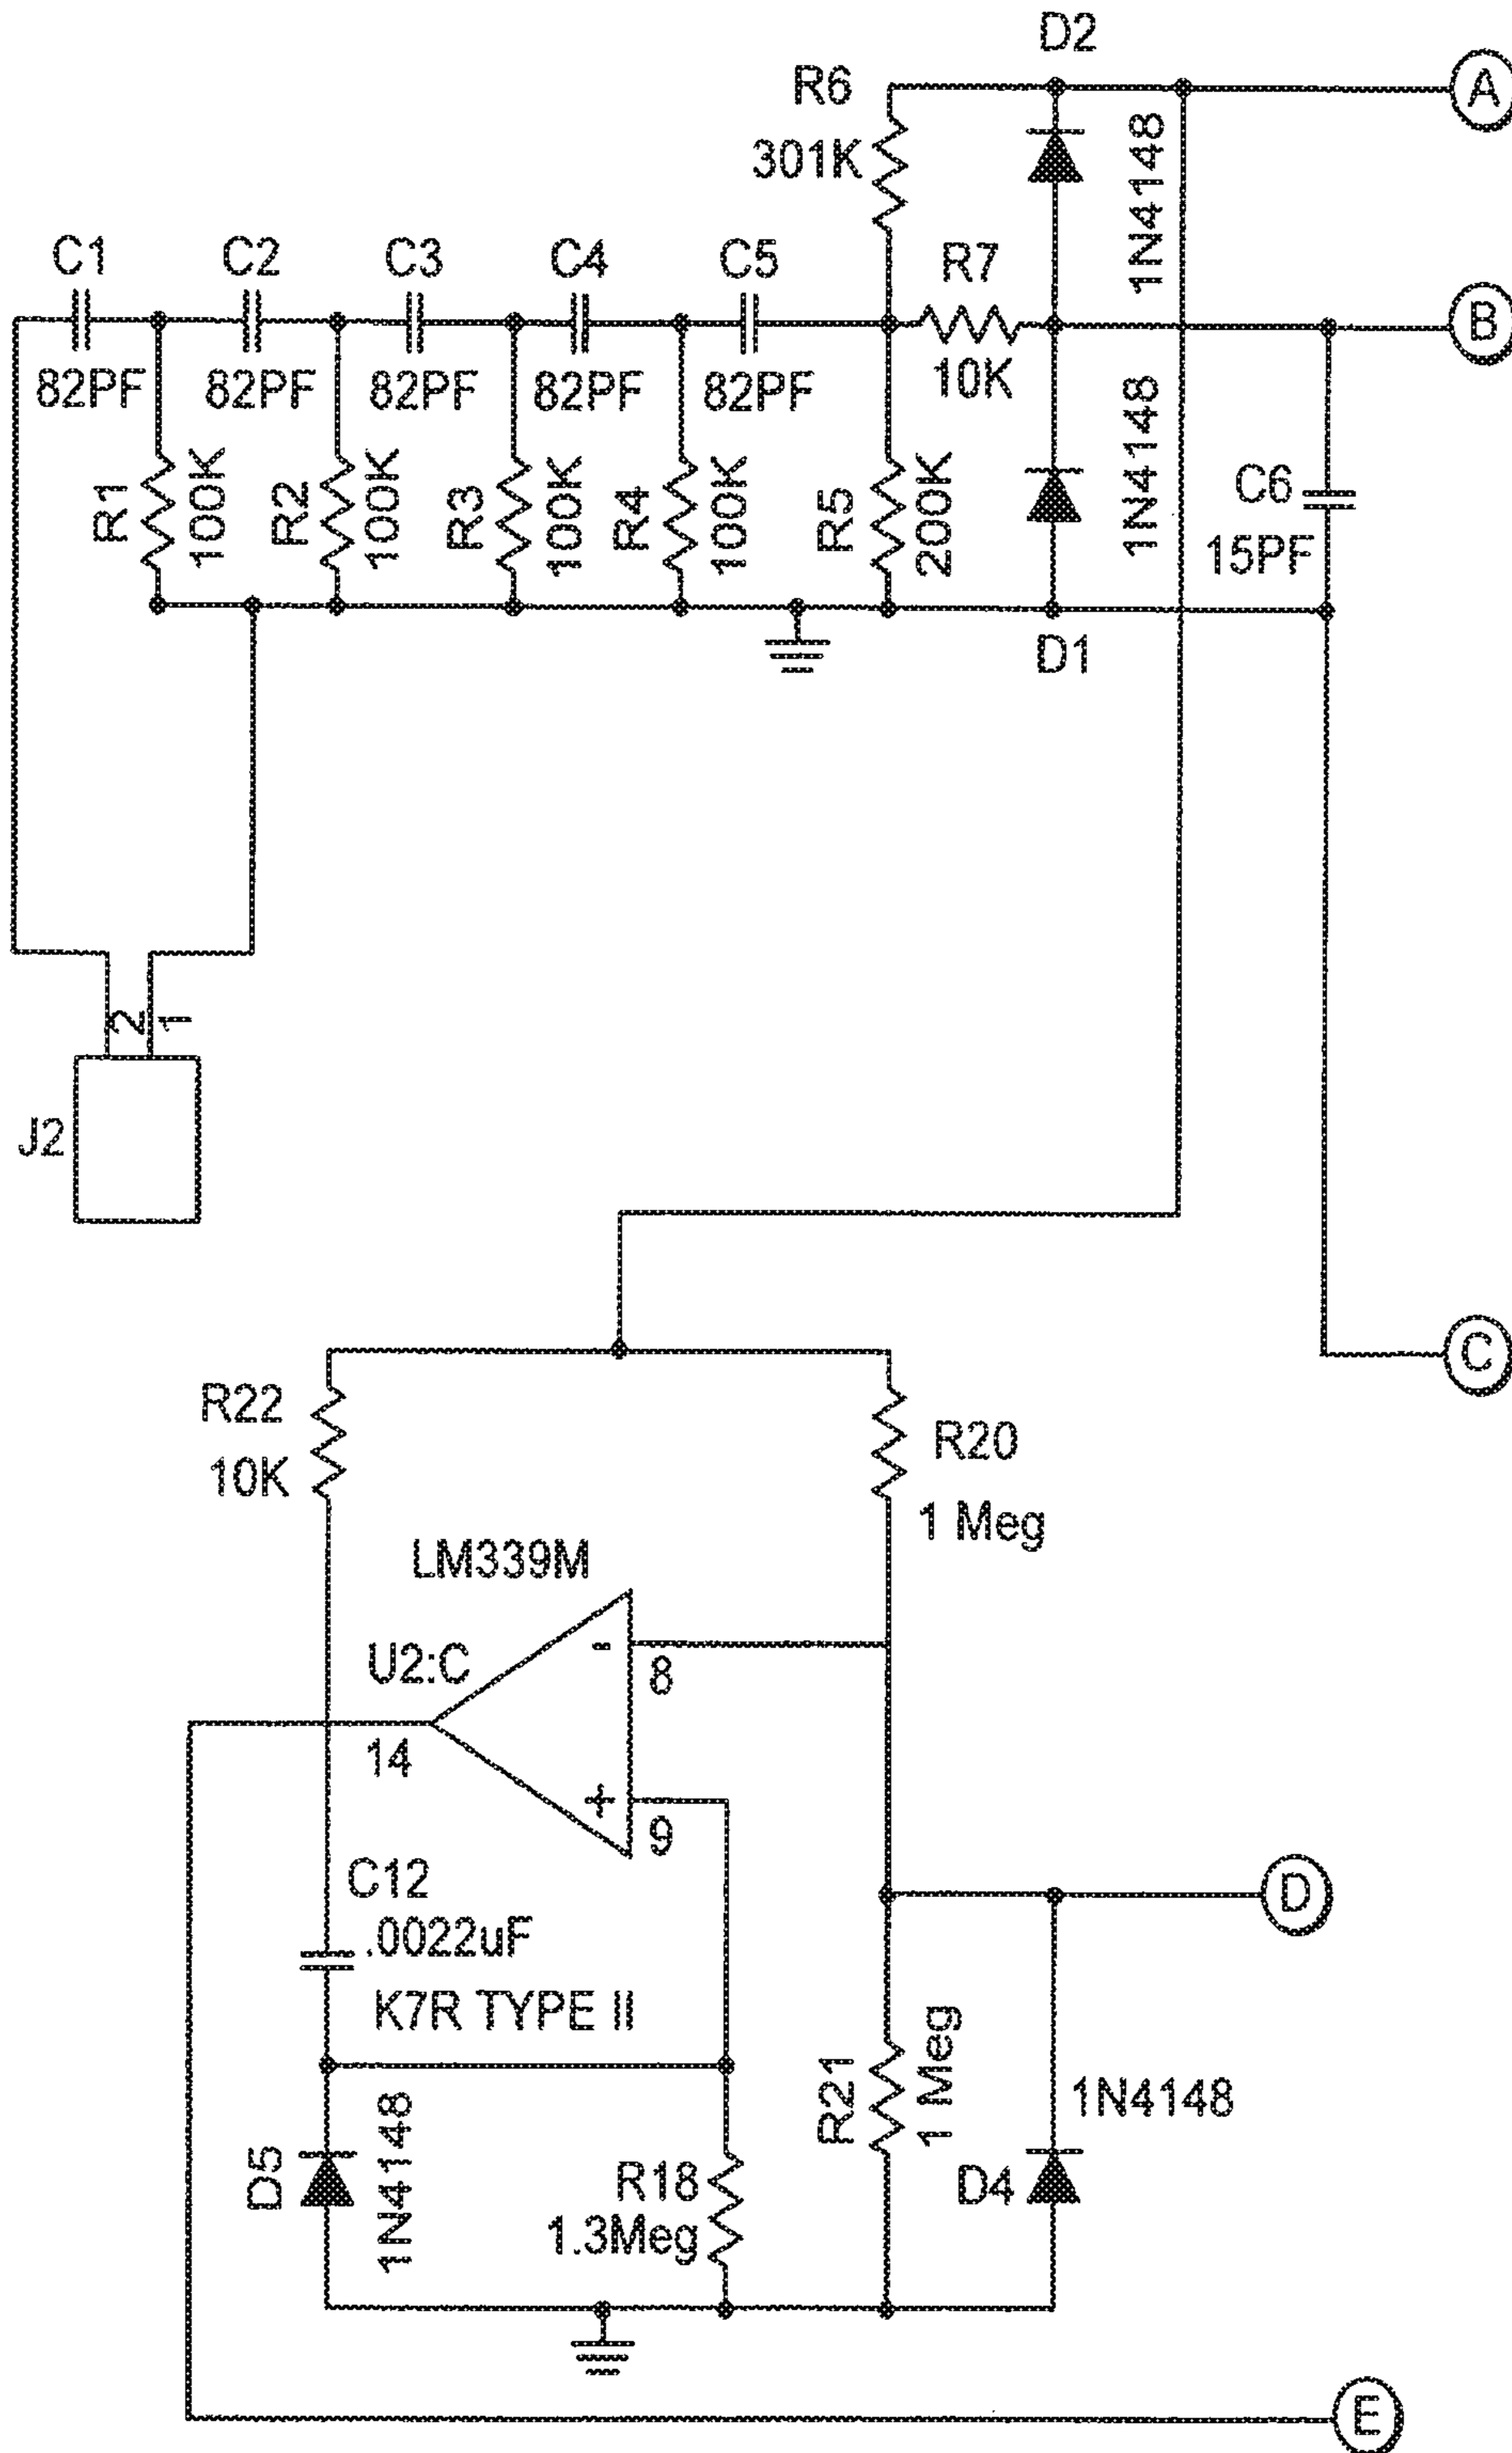 D2
A
R6
301K
1N4148
C1
C2
C3
C4
C5
R7
B
82PF
82PF
82PF
82PF
82PF
10K
R1
100K
R2
100K
R3
100K
R4
100K
R5
200K
1N4148
C6
15PF
D1
2
1
J2
C
R22
10K
R20
1 Meg
LM339M
U2:C
-
8
14
+
9
C12
.0022uF
K7R TYPE II
D
R21
1 Meg
1N4148
D5
1N4148
R18
1.3Meg
D4
E